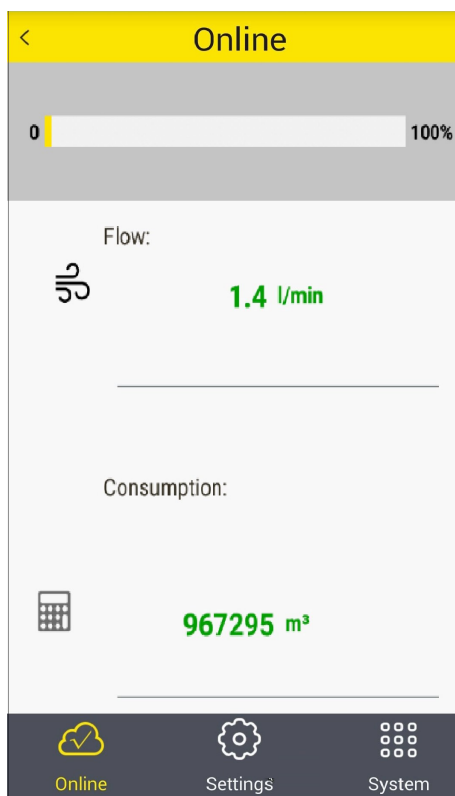 Online
0 100%
Flow:
1.4 l/min
Consumption:
967295 m³
Online Settings System